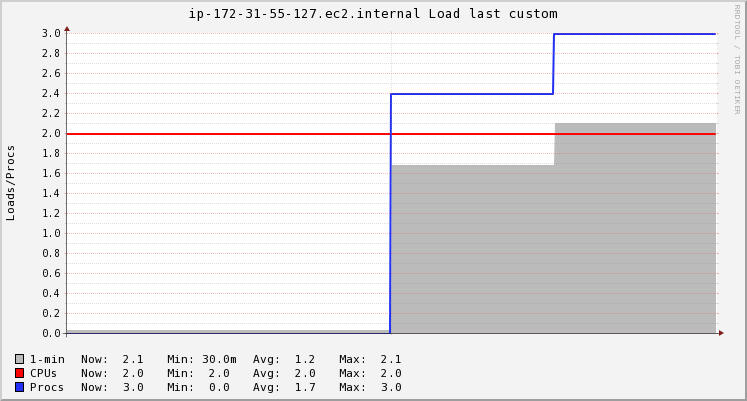 ip-172-31-55-127.ec2.internal Load last custom
RRDTOOL / TOBI OETIKER
Loads/Procs
3.0
2.8
2.6
2.4
2.2
2.0
1.8
1.6
1.4
1.2
1.0
0.8
0.6
0.4
0.2
0.0
1-min Now: 2.1 Min: 30.0m Avg: 1.2 Max: 2.1
CPUs Now: 2.0 Min: 2.0 Avg: 2.0 Max: 2.0
Procs Now: 3.0 Min: 0.0 Avg: 1.7 Max: 3.0